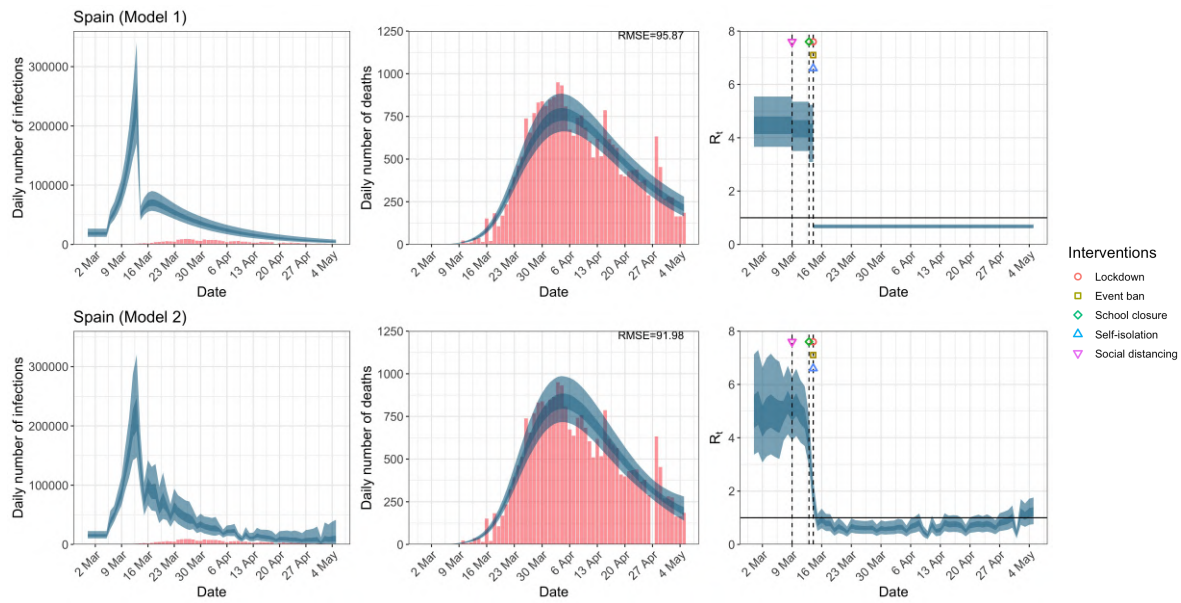 Spain (Model 1)
Daily number of infections
300000
200000
100000
0
2 Mar
9 Mar
16 Mar
23 Mar
30 Mar
6 Apr
13 Apr
20 Apr
27 Apr
4 May
Date
Daily number of deaths
1250
1000
750
500
250
0
RMSE=95.87
2 Mar
9 Mar
16 Mar
23 Mar
30 Mar
6 Apr
13 Apr
20 Apr
27 Apr
4 May
Date
Rt
8
6
4
2
0
2 Mar
9 Mar
16 Mar
23 Mar
30 Mar
6 Apr
13 Apr
20 Apr
27 Apr
4 May
Date
Interventions
Lockdown
Event ban
School closure
Self-isolation
Social distancing
Spain (Model 2)
Daily number of infections
300000
200000
100000
0
2 Mar
9 Mar
16 Mar
23 Mar
30 Mar
6 Apr
13 Apr
20 Apr
27 Apr
4 May
Date
Daily number of deaths
1250
1000
750
500
250
0
RMSE=91.98
2 Mar
9 Mar
16 Mar
23 Mar
30 Mar
6 Apr
13 Apr
20 Apr
27 Apr
4 May
Date
Rt
8
6
4
2
0
2 Mar
9 Mar
16 Mar
23 Mar
30 Mar
6 Apr
13 Apr
20 Apr
27 Apr
4 May
Date